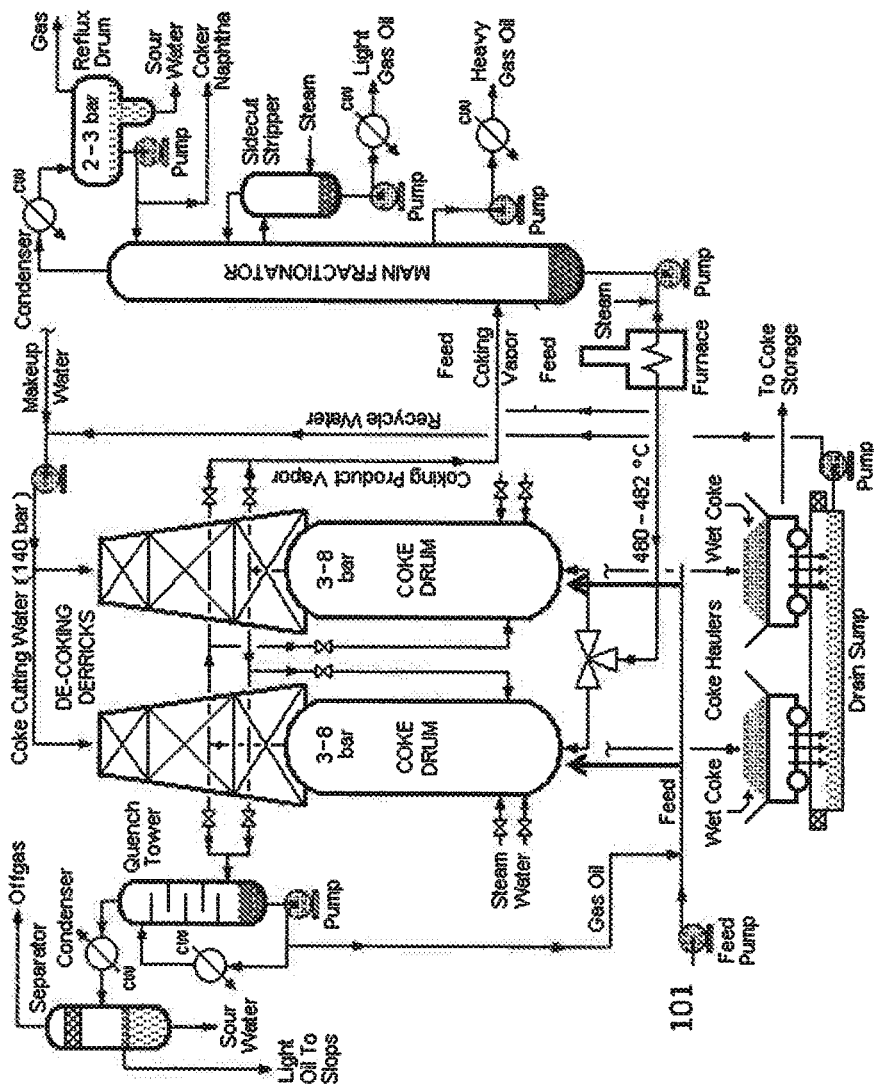 Offgas
Separator
Condenser
CW
Sour
Water
Light
Oil To
Slops
Quench
Tower
CW
Pump
Gas Oil
Feed
Feed
Pump
101
Coke Cutting Water (140 bar)
DE-COKING
DERRICKS
3-8
bar
COKE
DRUM
3-8
bar
COKE
DRUM
Steam
Water
Makeup
Water
Recycle Water
Coking Product Vapor
Feed
Coking
Vapor
Feed
480-482 °C
Wet Coke
Coke Haulers
Wet Coke
Drain Sump
Pump
To Coke
Storage
Furnace
Steam
Pump
MAIN FRACTIONATOR
Condenser
CW
Gas
Reflux
Drum
2-3 bar
Sour
Water
Coker
Naphtha
Pump
Sidecut
Stripper
Steam
CW
Light
Gas Oil
Pump
CW
Heavy
Gas Oil
Pump